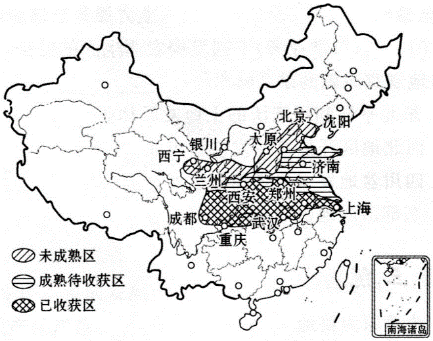 北京
沈阳
银川
太原
西宁
济南
兰州
西安
郑州
上海
成都
武汉
重庆
未成熟区
成熟待收获区
已收获区
南海诸岛